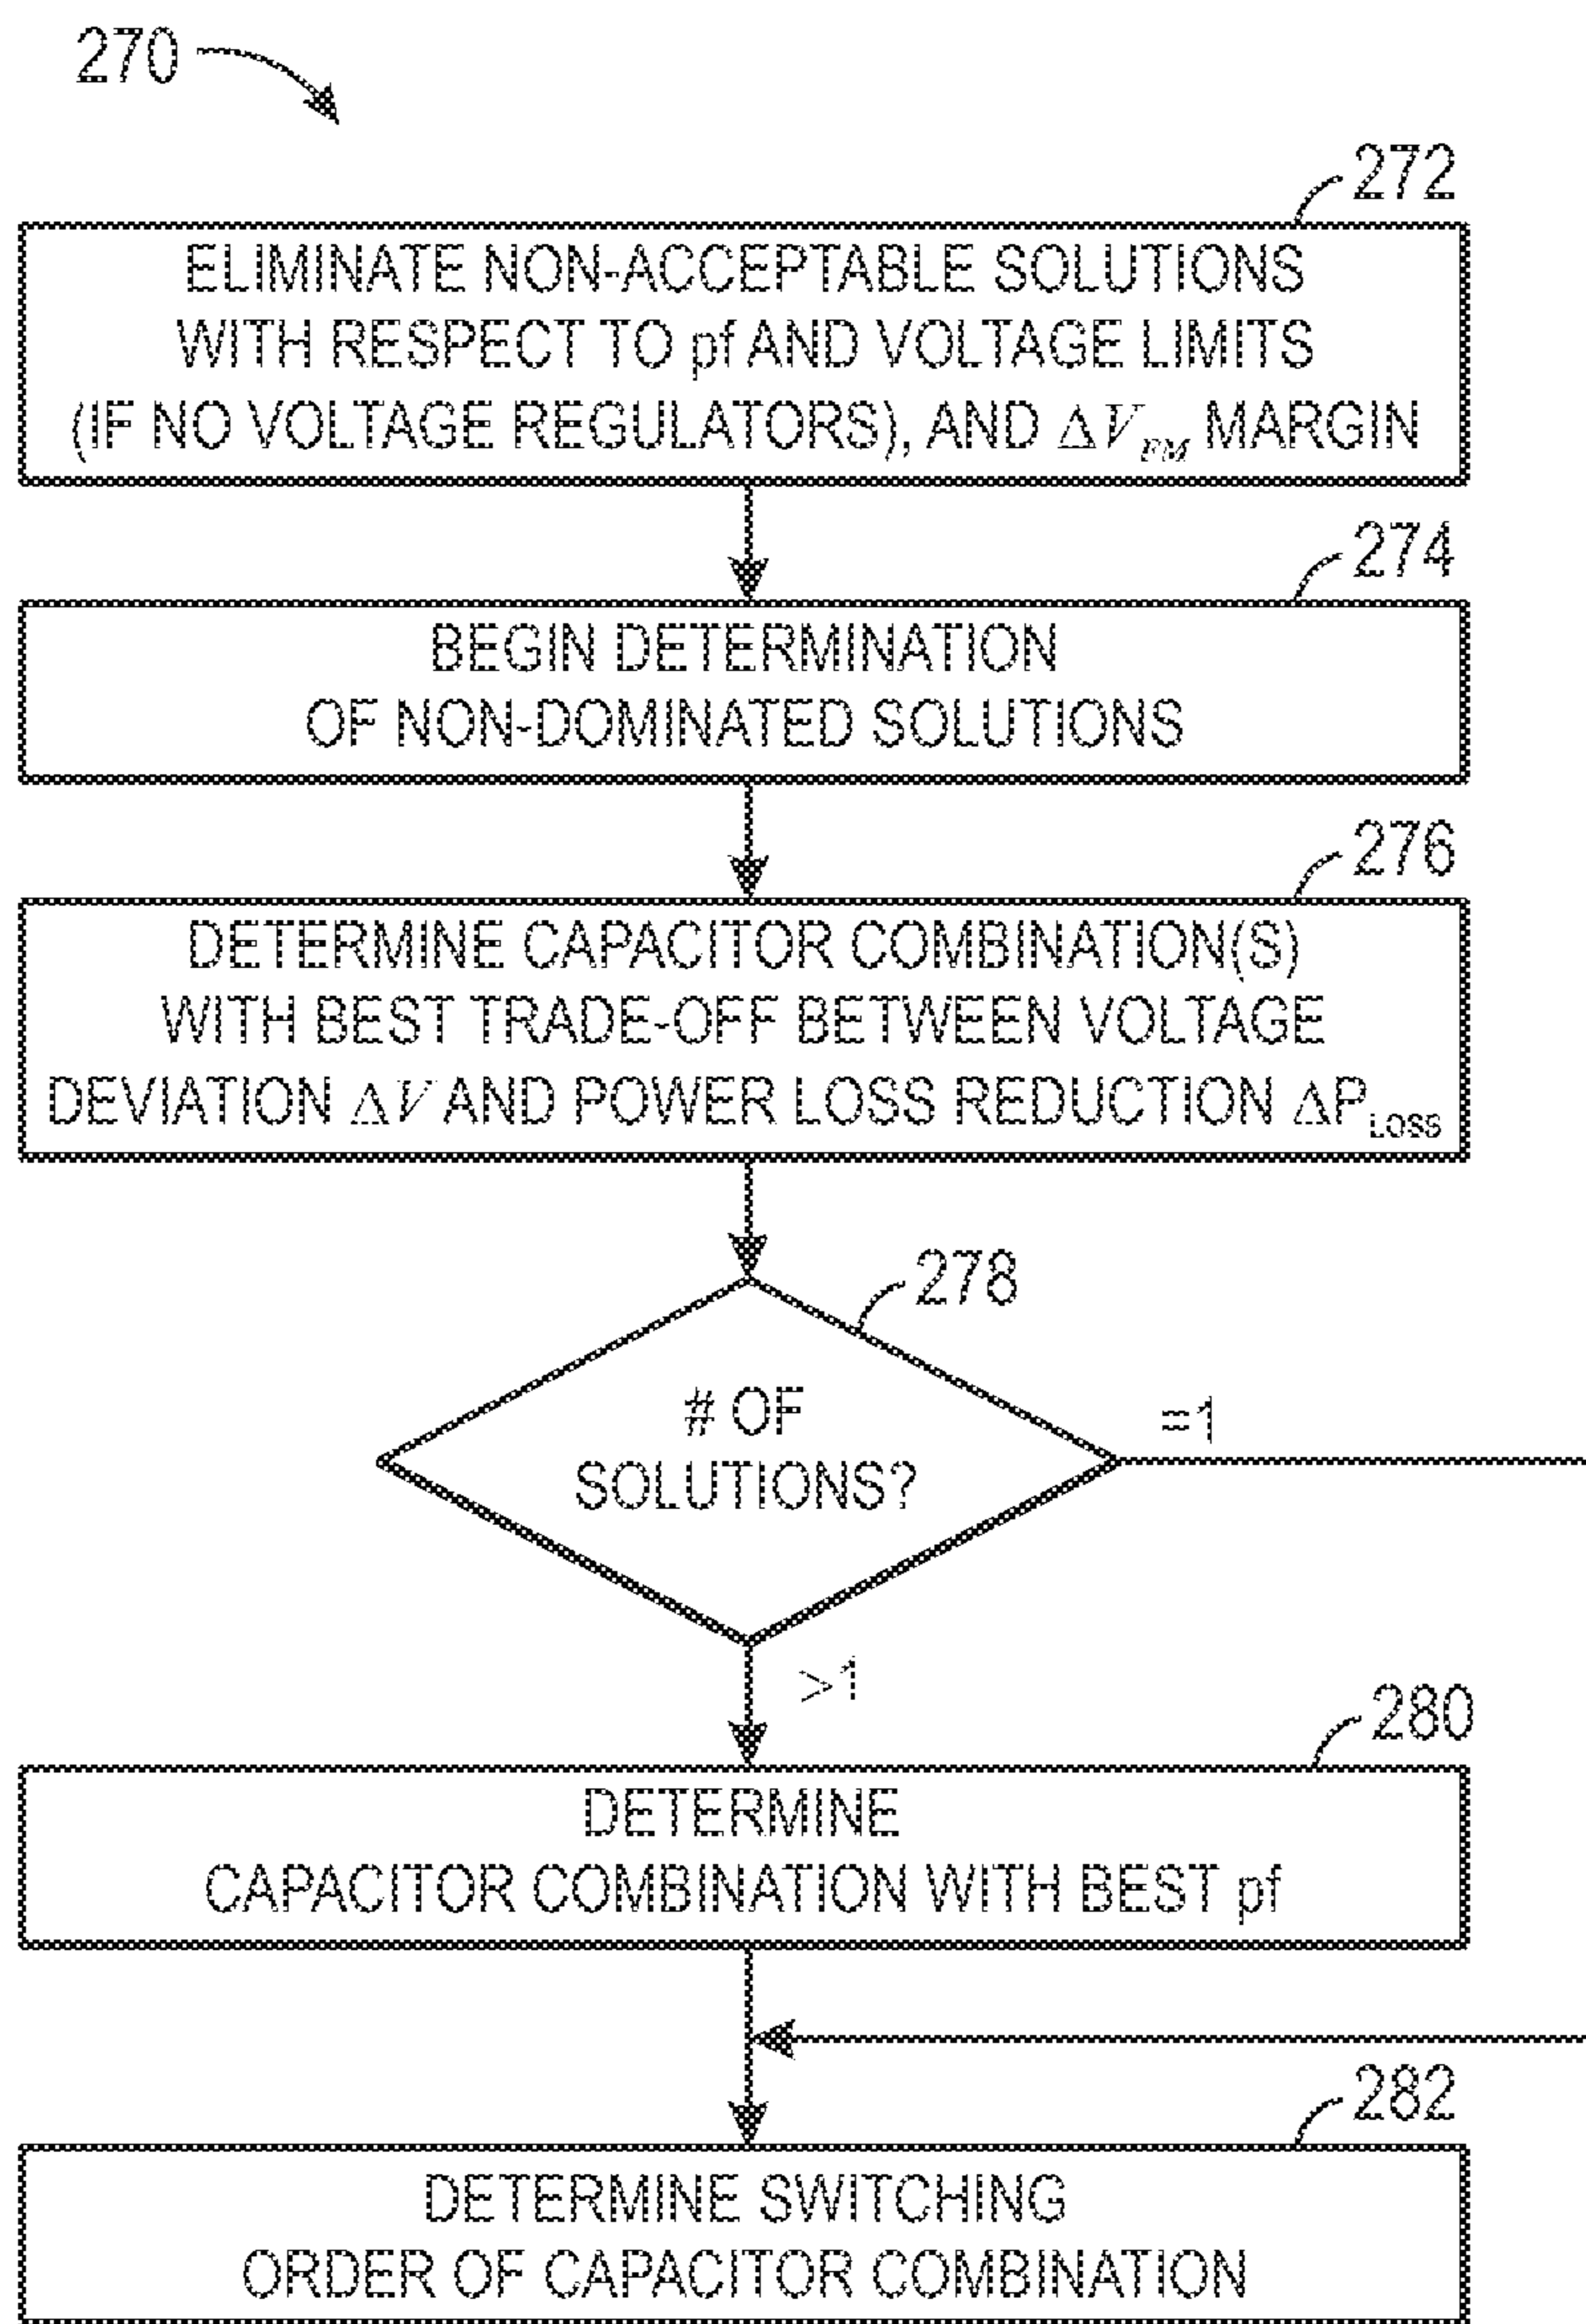 270
272
ELIMINATE NON-ACCEPTABLE SOLUTIONS
WITH RESPECT TO pf AND VOLTAGE LIMITS
(IF NO VOLTAGE REGULATORS), AND ΔV_FM MARGIN
274
BEGIN DETERMINATION
OF NON-DOMINATED SOLUTIONS
276
DETERMINE CAPACITOR COMBINATION(S)
WITH BEST TRADE-OFF BETWEEN VOLTAGE
DEVIATION ΔV AND POWER LOSS REDUCTION ΔP_LOSS
278
# OF
SOLUTIONS?
=1
>1
280
DETERMINE
CAPACITOR COMBINATION WITH BEST pf
282
DETERMINE SWITCHING
ORDER OF CAPACITOR COMBINATION